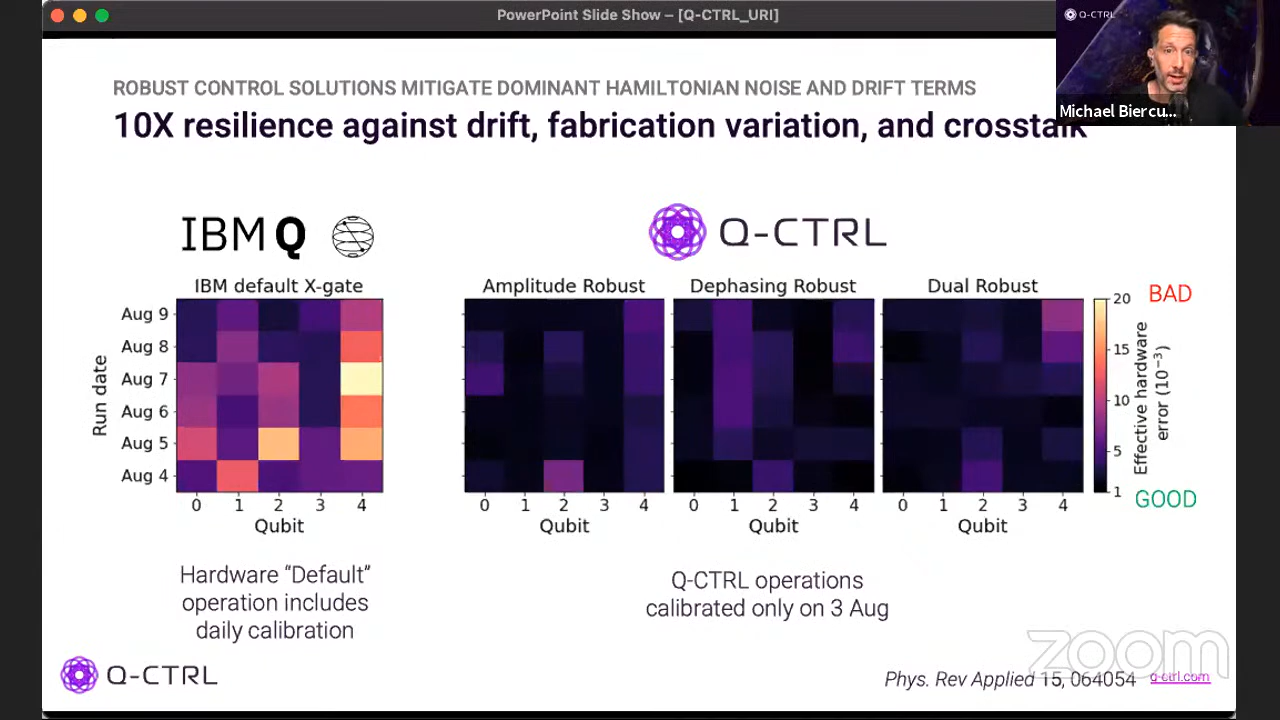 PowerPoint Slide Show – [Q-CTRL_URI]
Q-CTRL
Michael Biercu...
ROBUST CONTROL SOLUTIONS MITIGATE DOMINANT HAMILTONIAN NOISE AND DRIFT TERMS
10X resilience against drift, fabrication variation, and crosstalk
IBM Q
Q-CTRL
IBM default X-gate
Amplitude Robust
Dephasing Robust
Dual Robust
Run date
Aug 9
Aug 8
Aug 7
Aug 6
Aug 5
Aug 4
0 1 2 3 4
Qubit
0 1 2 3 4
Qubit
0 1 2 3 4
Qubit
0 1 2 3 4
Qubit
20
15
10
5
1
Effective hardware
error (10⁻³)
BAD
GOOD
Hardware “Default”
operation includes
daily calibration
Q-CTRL operations
calibrated only on 3 Aug
Q-CTRL
Phys. Rev Applied 15, 064054
q-ctrl.com
zoom